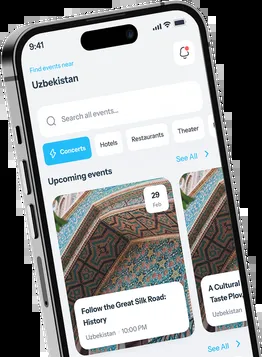 9:41
Find events near
Uzbekistan
Search all events...
Concerts
Hotels
Restaurants
Theater
See All
Upcoming events
29
Feb
Follow the Great Silk Road:
History
Uzbekistan 10:00 PM
A Cultural
Taste Plov,
Uzbekistan
See All